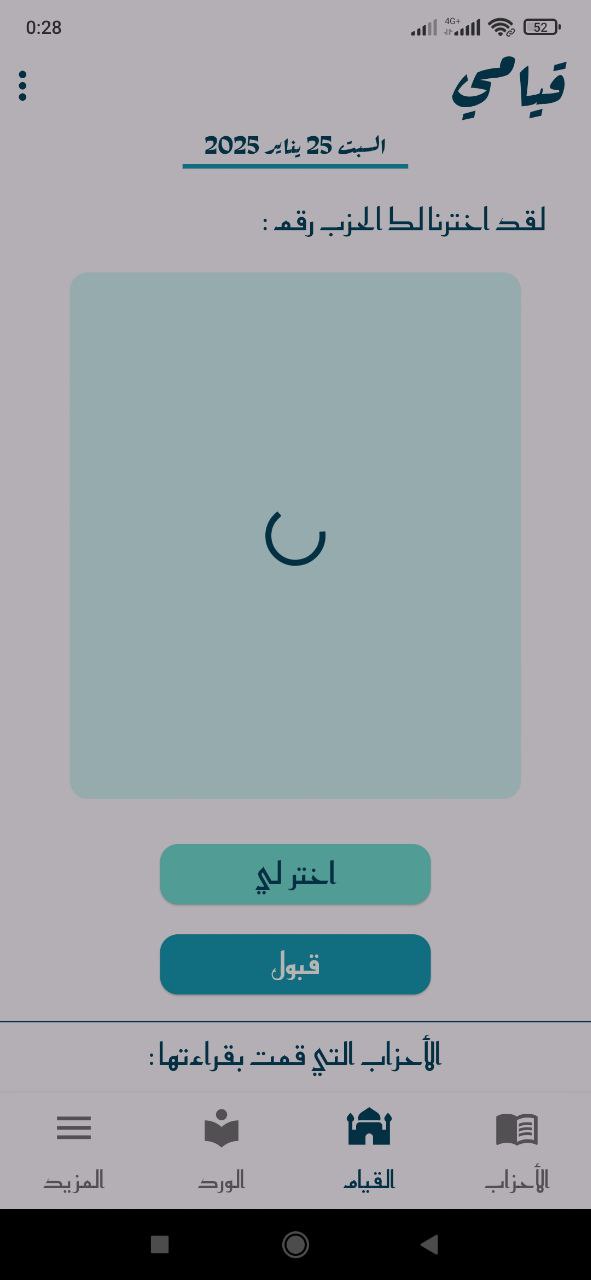 0:28
4G+
52
قيامي
السبت 25 يناير 2025
لقد اخترنا لك الحزب رقم :
اختر لي
قبول
الأحزاب التي قمت بقراءتها :
الأحزاب
القيام
الورد
المزيد